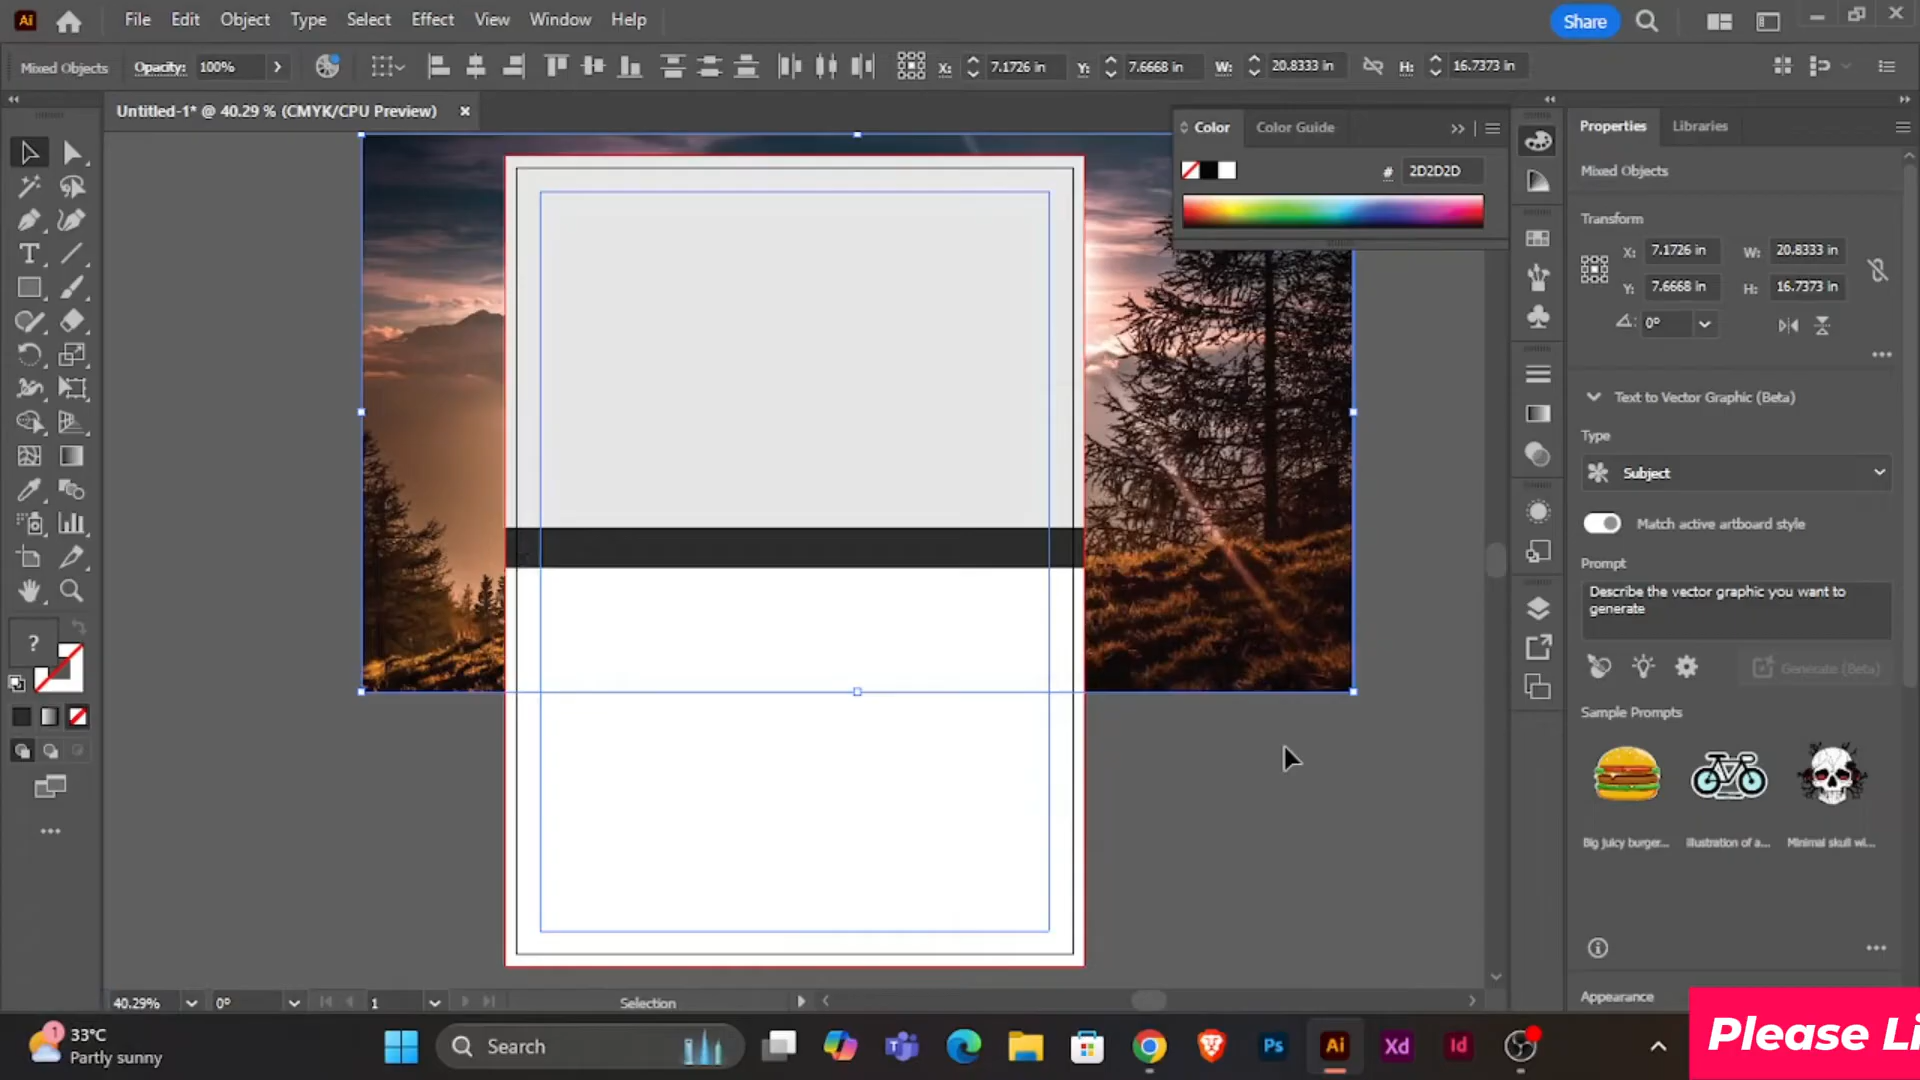 Ai File Edit Object Type Select Effect View Window Help Share
Mixed Objects Opacity: 100% X: 7.1726 in Y: 7.6668 in W: 20.8333 in H: 16.7373 in
Untitled-1* @ 40.29 % (CMYK/CPU Preview)
Color Color Guide
# 2D2D2D
Properties Libraries
Mixed Objects
Transform
X: 7.1726 in W: 20.8333 in
Y: 7.6668 in H: 16.7373 in
0°
Text to Vector Graphic (Beta)
Type
Subject
Match active artboard style
Prompt
Describe the vector graphic you want to
generate
Generate (Beta)
Sample Prompts
Big juicy burger... Illustration of a... Minimal skull wi...
Appearance
T
?
40.29% 0° 1 Selection
1
33°C
Partly sunny
Search
Ps Ai Xd Id
Please Li